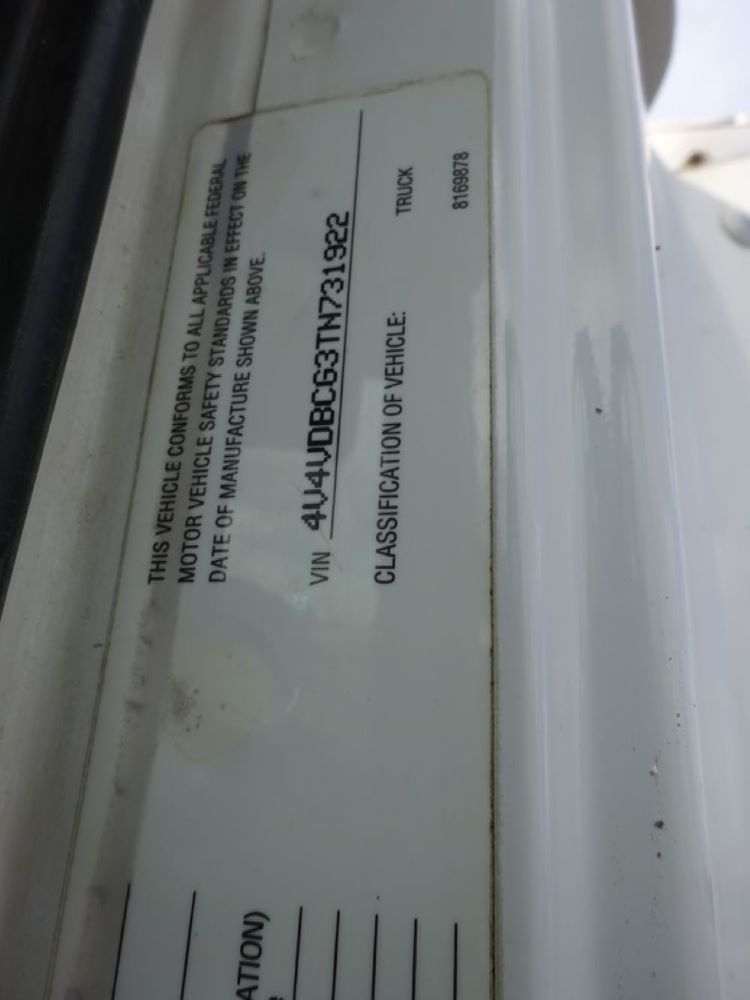 THIS VEHICLE CONFORMS TO ALL APPLICABLE FEDERAL
MOTOR VEHICLE SAFETY STANDARDS IN EFFECT ON THE
DATE OF MANUFACTURE SHOWN ABOVE.
VIN 4V4VDBCG3TN731922
CLASSIFICATION OF VEHICLE: TRUCK
8169878
ATION)